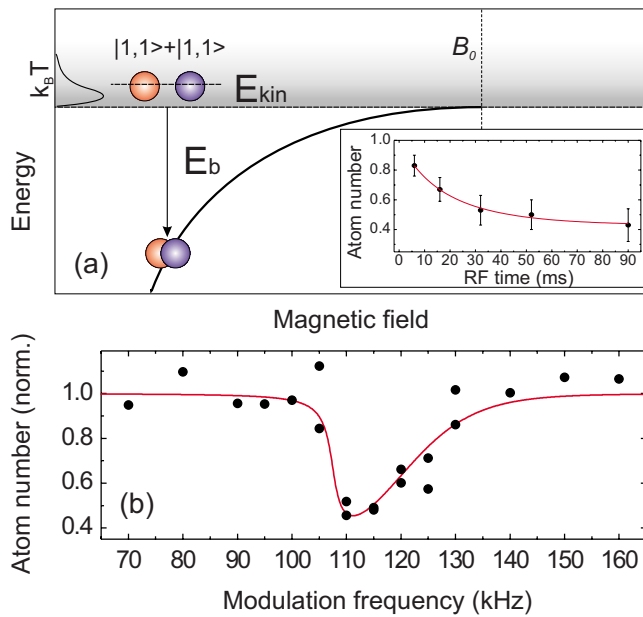 |1,1>+|1,1>
B₀
k_BT
E_kin
E_b
Energy
(a)
Atom number
1.0
0.8
0.6
0.4
0 10 20 30 40 50 60 70 80 90
RF time (ms)
Magnetic field
Atom number (norm.)
1.0
0.8
0.6
0.4
(b)
70 80 90 100 110 120 130 140 150 160
Modulation frequency (kHz)